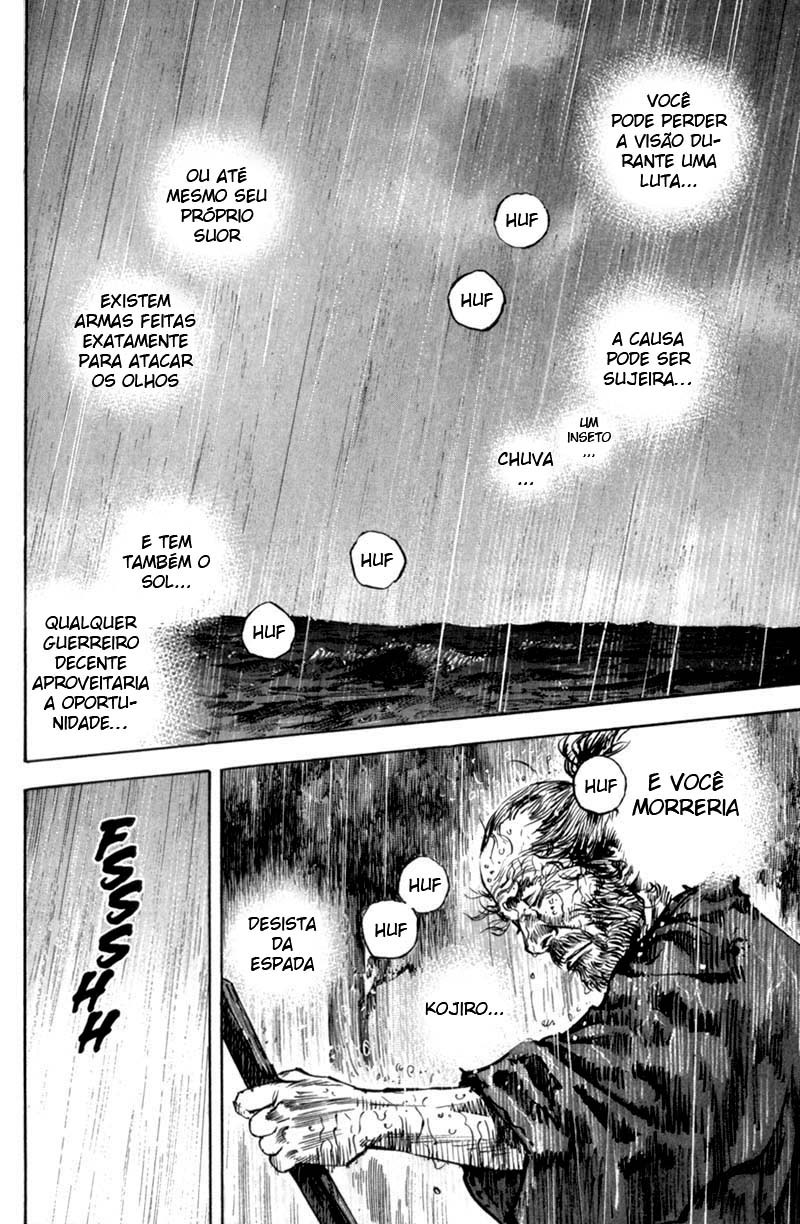 VOCÊ
PODE PERDER
A VISÃO DU-
RANTE UMA
LUTA...
HUF
HUF
OU ATÉ
MESMO SEU
PRÓPRIO
SUOR
A CAUSA
PODE SER
SUJEIRA...
UM
INSETO
...
CHUVA
...
EXISTEM
ARMAS FEITAS
EXATAMENTE
PARA ATACAR
OS OLHOS
HUF
E TEM
TAMBÉM O
SOL...
HUF
QUALQUER
GUERREIRO
DECENTE
APROVEITARIA
A OPORTU-
NIDADE...
E VOCÊ
MORRERIA
HUF
HUF
HUF
DESISTA
DA
ESPADA
KOJIRO...
FSSSHH